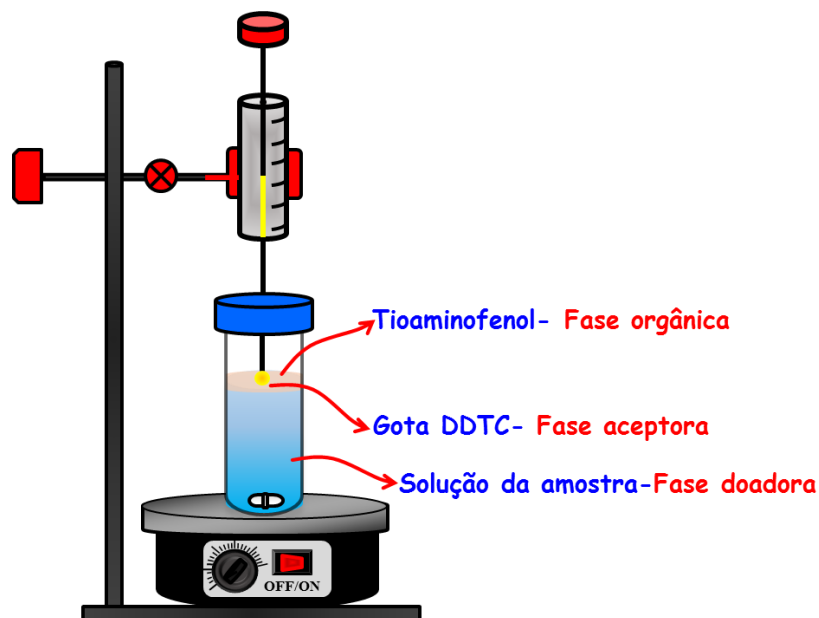 Tioaminofenol- Fase orgânica
Gota DDTC- Fase aceptora
Solução da amostra-Fase doadora
OFF/ON